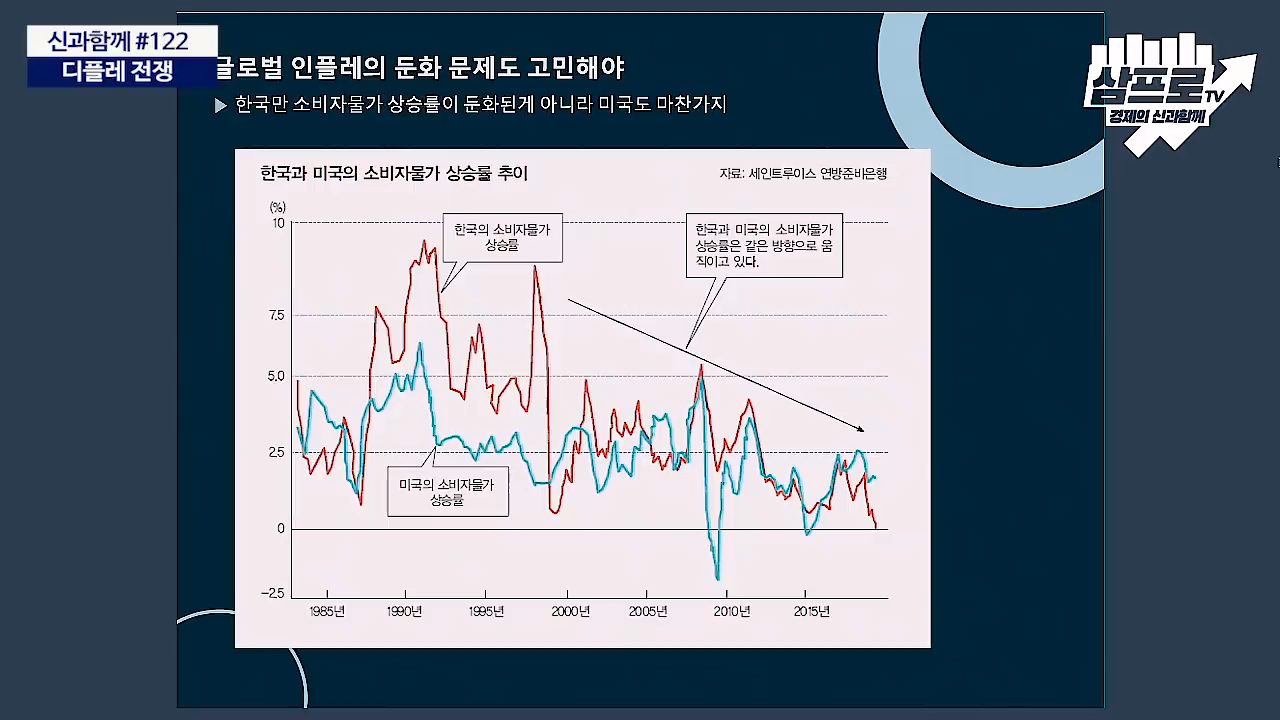 신과함께 #122
디플레 전쟁
글로벌 인플레의 둔화 문제도 고민해야
한국만 소비자물가 상승률이 둔화된게 아니라 미국도 마찬가지
삼프로TV
경제의 신과함께
한국과 미국의 소비자물가 상승률 추이
자료: 세인트루이스 연방준비은행
(%)
10
7.5
5.0
2.5
0
-2.5
한국의 소비자물가
상승률
한국과 미국의 소비자물가
상승률은 같은 방향으로 움
직이고 있다.
미국의 소비자물가
상승률
1985년 1990년 1995년 2000년 2005년 2010년 2015년